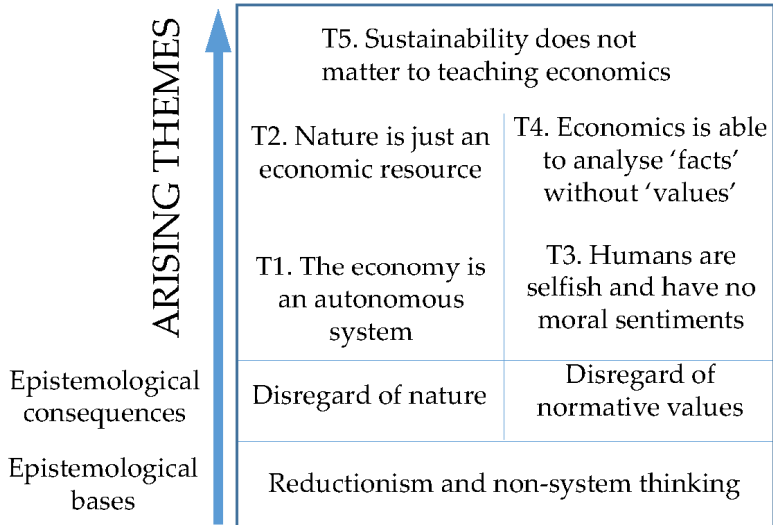 ARISING THEMES
T5. Sustainability does not
matter to teaching economics
T2. Nature is just an
economic resource
T4. Economics is able
to analyse ‘facts’
without ‘values’
T1. The economy is
an autonomous
system
T3. Humans are
selfish and have no
moral sentiments
Epistemological
consequences
Disregard of nature
Disregard of
normative values
Epistemological
bases
Reductionism and non-system thinking